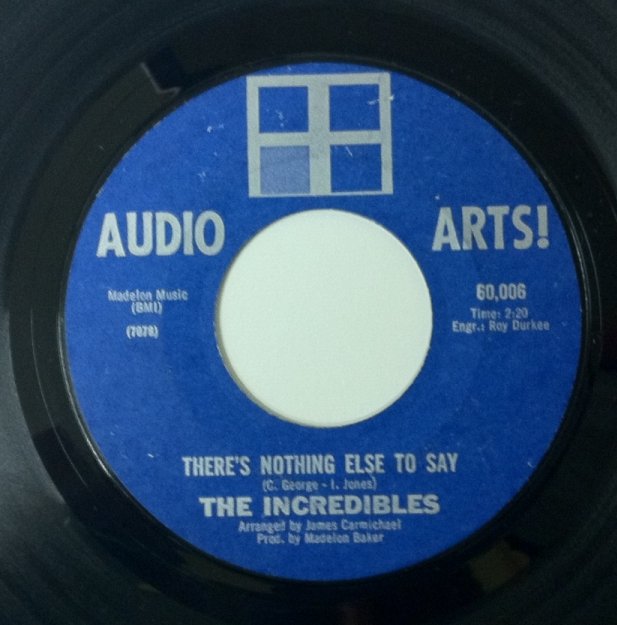 AUDIO ARTS!
Madelon Music
(BMI)
(7878)
60,006
Time: 2:20
Engr.: Roy Durkee
THERE'S NOTHING ELSE TO SAY
(C. George - I. Jones)
THE INCREDIBLES
Arranged by James Carmichael
Prod. by Madelon Baker